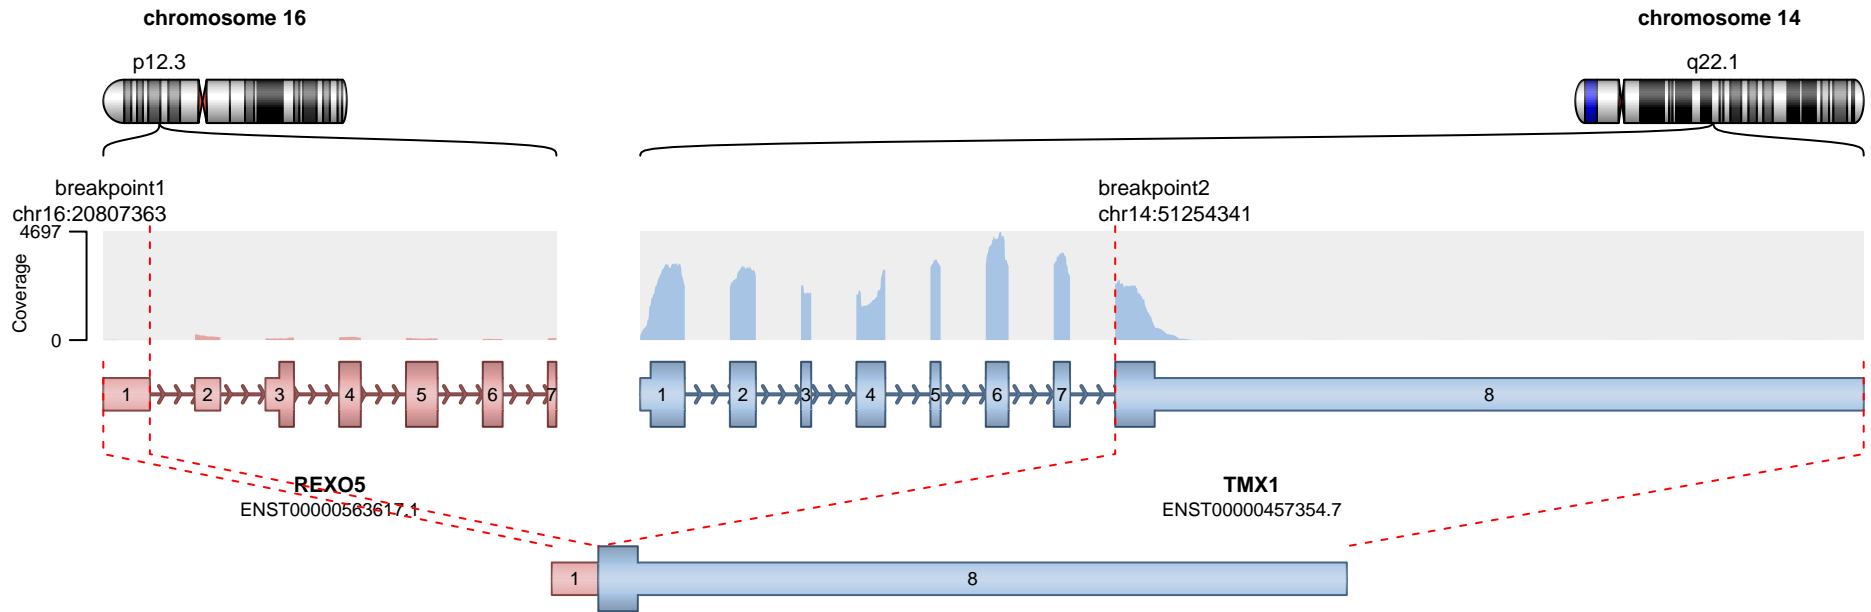 chromosome 16
chromosome 14
p12.3
q22.1
breakpoint1
chr16:20807363
breakpoint2
chr14:51254341
4697
Coverage
0
1 2 3 4 5 6 7
1 2 3 4 5 6 7 8
REXO5
ENST00000563617.1
TMX1
ENST00000457354.7
1 8